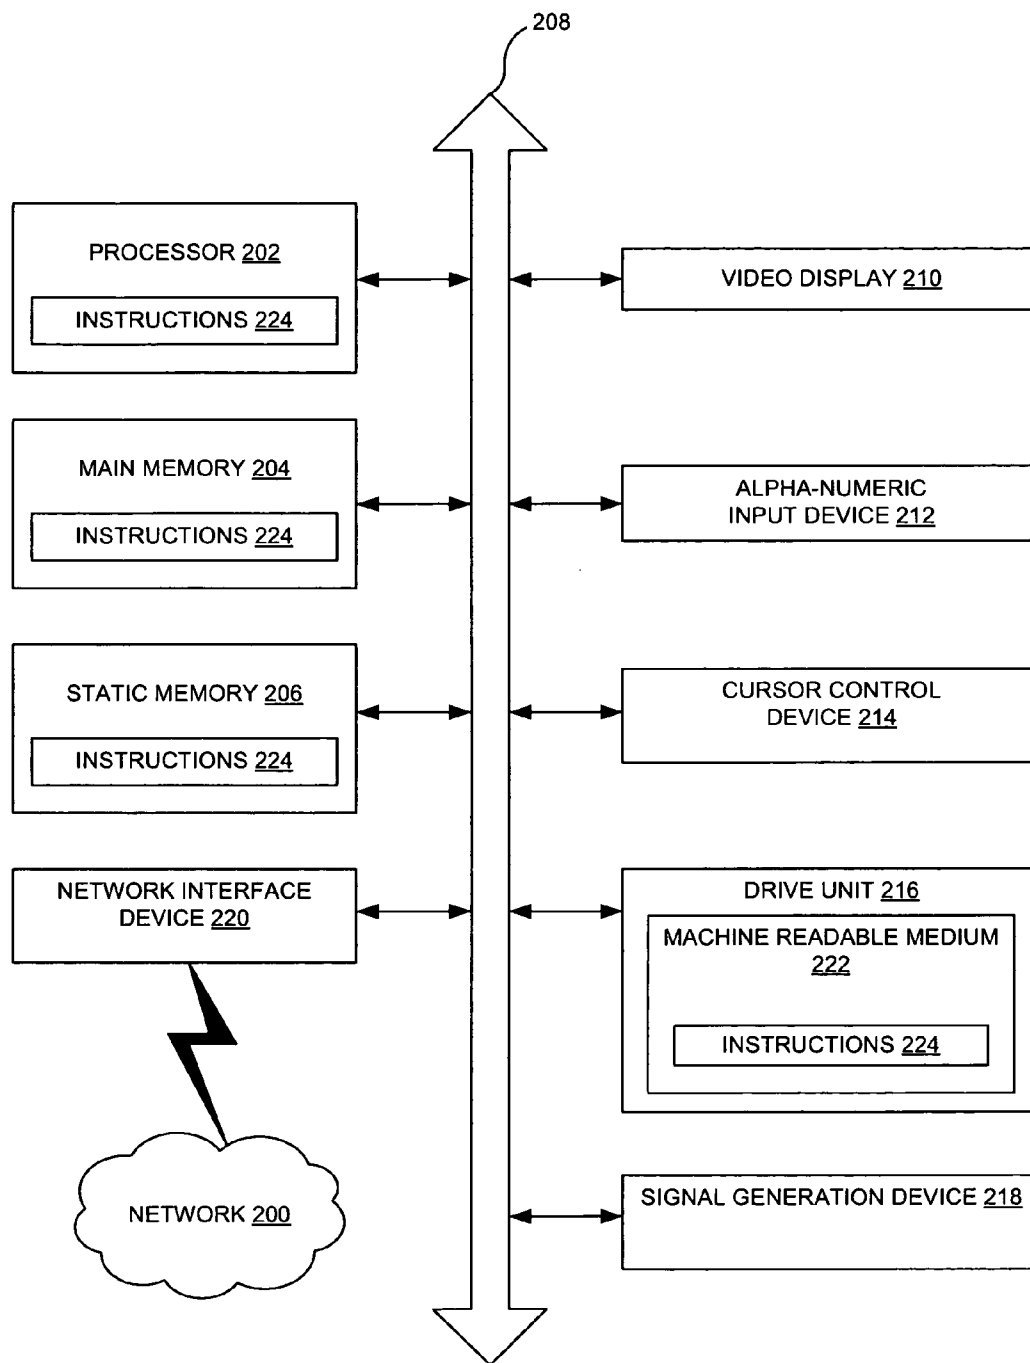 208
PROCESSOR 202
INSTRUCTIONS 224
MAIN MEMORY 204
INSTRUCTIONS 224
STATIC MEMORY 206
INSTRUCTIONS 224
NETWORK INTERFACE
DEVICE 220
NETWORK 200
VIDEO DISPLAY 210
ALPHA-NUMERIC
INPUT DEVICE 212
CURSOR CONTROL
DEVICE 214
DRIVE UNIT 216
MACHINE READABLE MEDIUM
222
INSTRUCTIONS 224
SIGNAL GENERATION DEVICE 218